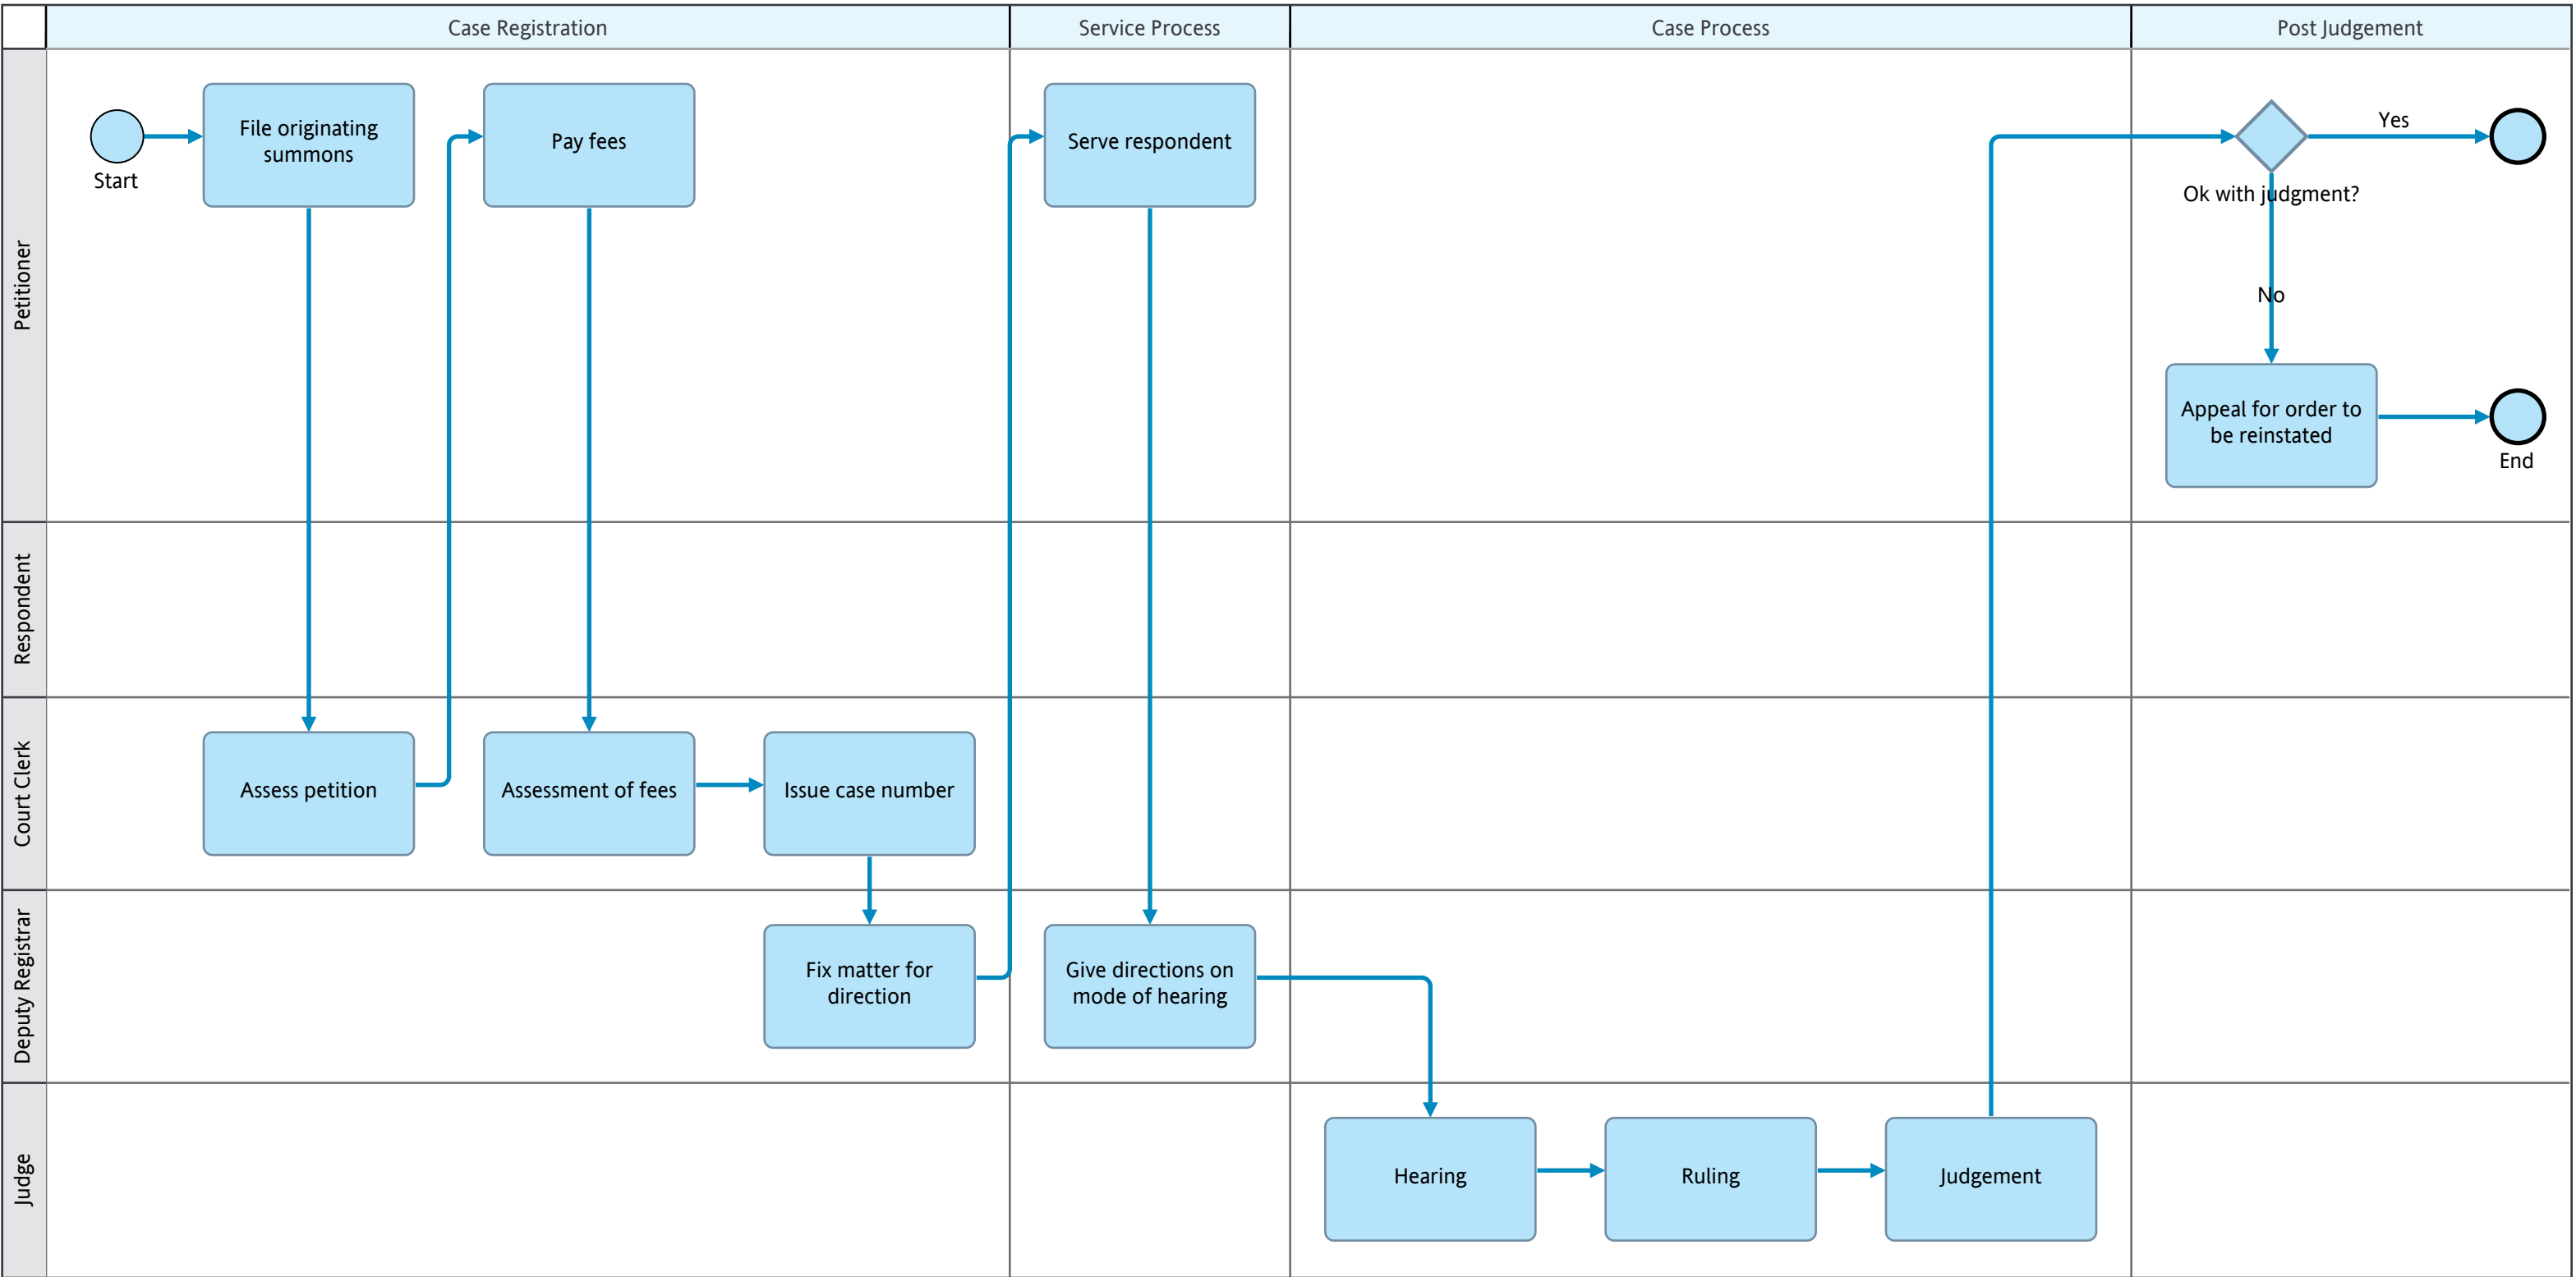 Case Registration
Service Process
Case Process
Post Judgement
Petitioner
Start
File originating
summons
Pay fees
Serve respondent
Ok with judgment?
Yes
No
Appeal for order to
be reinstated
End
Respondent
Court Clerk
Assess petition
Assessment of fees
Issue case number
Deputy Registrar
Fix matter for
direction
Give directions on
mode of hearing
Judge
Hearing
Ruling
Judgement